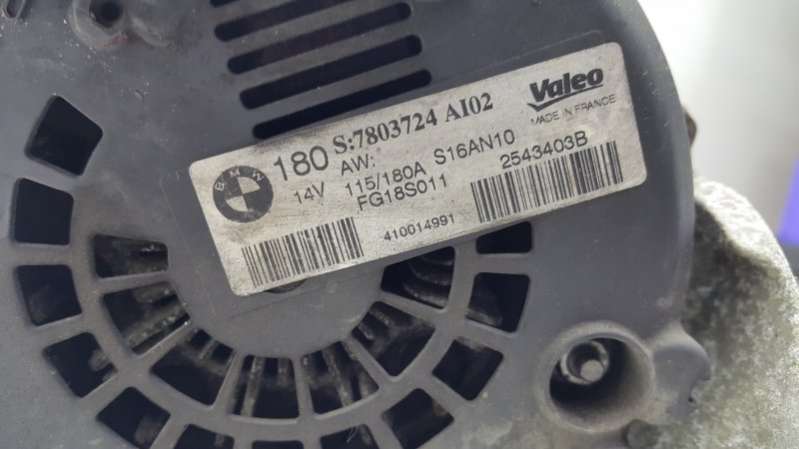 BMW
180 S:7803724 AI02
AW:
14V 115/180A S16AN10
FG18S011
410014991
Valeo
MADE IN FRANCE
2543403B